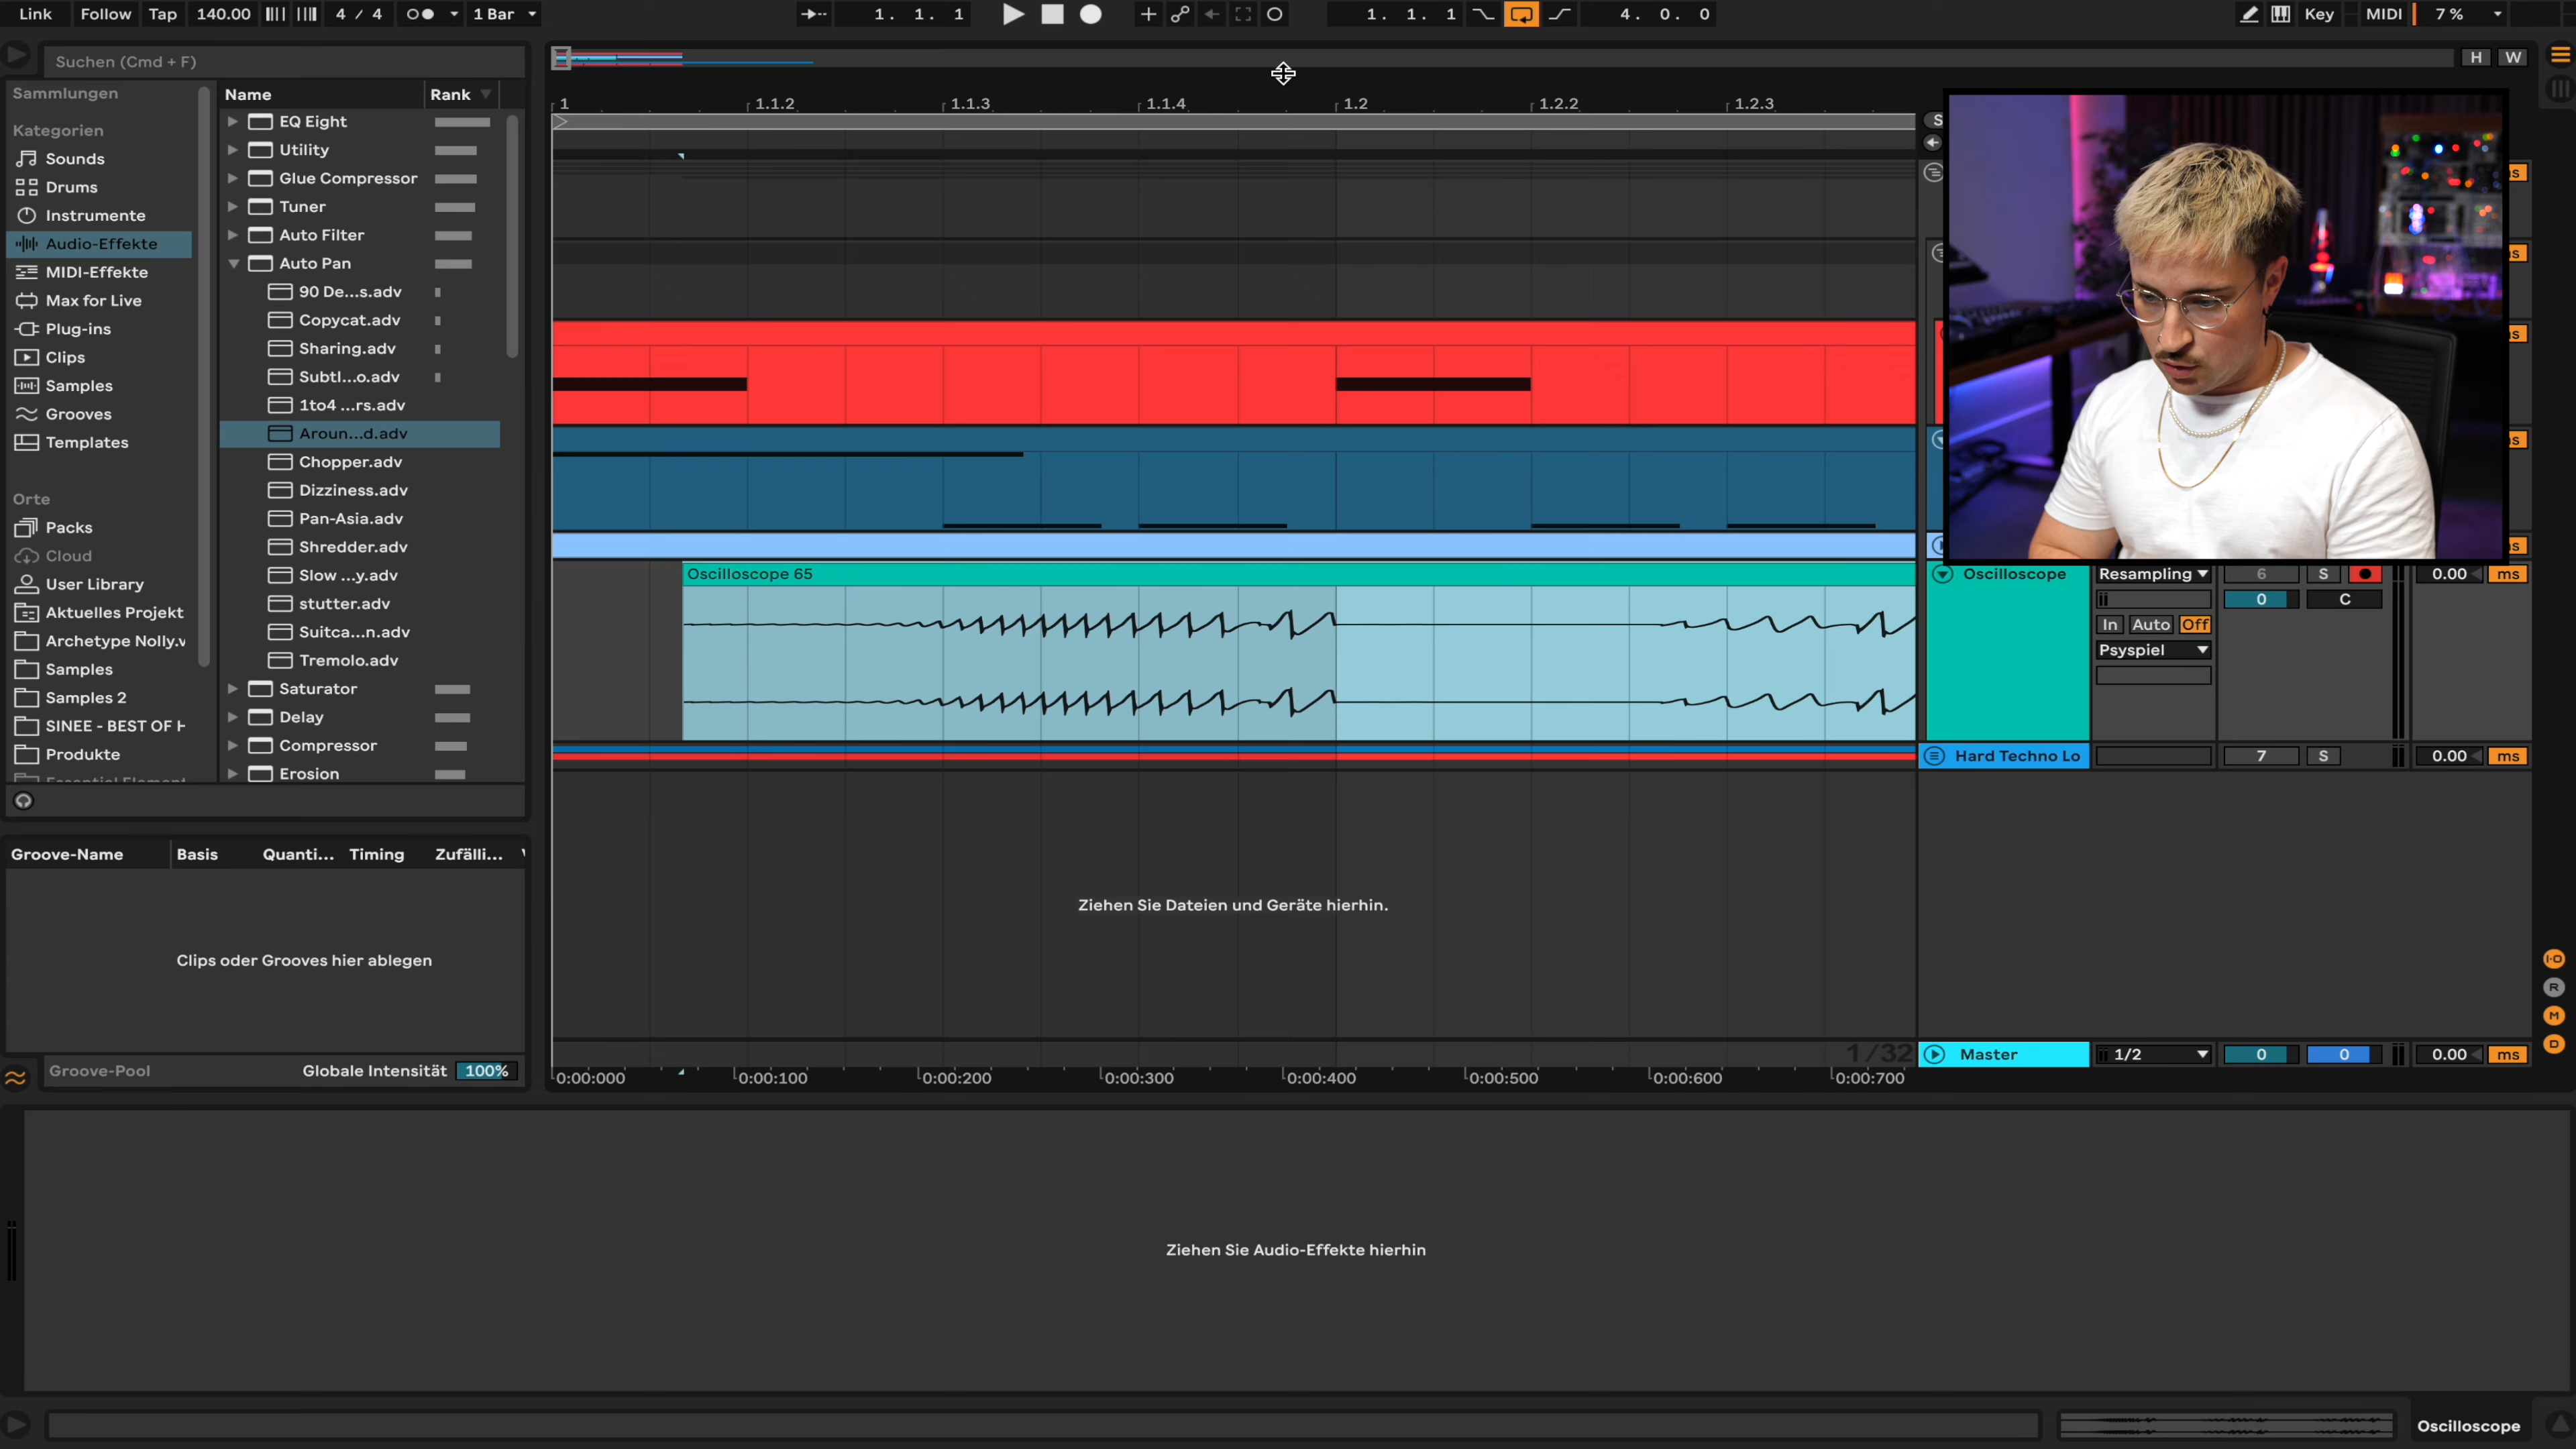 Link Follow Tap 140.00 4 / 4 1 Bar 1. 1. 1 1. 1. 1 4. 0. 0 Key MIDI 7 %
Suchen (Cmd + F)
H W
Sammlungen
Kategorien
Sounds
Drums
Instrumente
Audio-Effekte
MIDI-Effekte
Max for Live
Plug-ins
Clips
Samples
Grooves
Templates
Orte
Packs
Cloud
User Library
Aktuelles Projekt
Archetype Nolly.v
Samples
Samples 2
SINEE - BEST OF H
Produkte
Essential Element
Name Rank
EQ Eight
Utility
Glue Compressor
Tuner
Auto Filter
Auto Pan
90 De...s.adv
Copycat.adv
Sharing.adv
Subtl...o.adv
1to4 ...rs.adv
Aroun...d.adv
Chopper.adv
Dizziness.adv
Pan-Asia.adv
Shredder.adv
Slow ...y.adv
stutter.adv
Suitca...n.adv
Tremolo.adv
Saturator
Delay
Compressor
Erosion
1 1.1.2 1.1.3 1.1.4 1.2 1.2.2 1.2.3
S
Oscilloscope 65
Oscilloscope Resampling 6 S 0.00 ms
0 C
In Auto Off
Psyspiel
Hard Techno Lo 7 S 0.00 ms
Ziehen Sie Dateien und Geräte hierhin.
1/32
Master 1/2 0 0 0.00 ms
0:00:000 0:00:100 0:00:200 0:00:300 0:00:400 0:00:500 0:00:600 0:00:700
I·O
R
M
D
Groove-Name Basis Quanti... Timing Zufälli...
Clips oder Grooves hier ablegen
Groove-Pool Globale Intensität 100%
Ziehen Sie Audio-Effekte hierhin
Oscilloscope